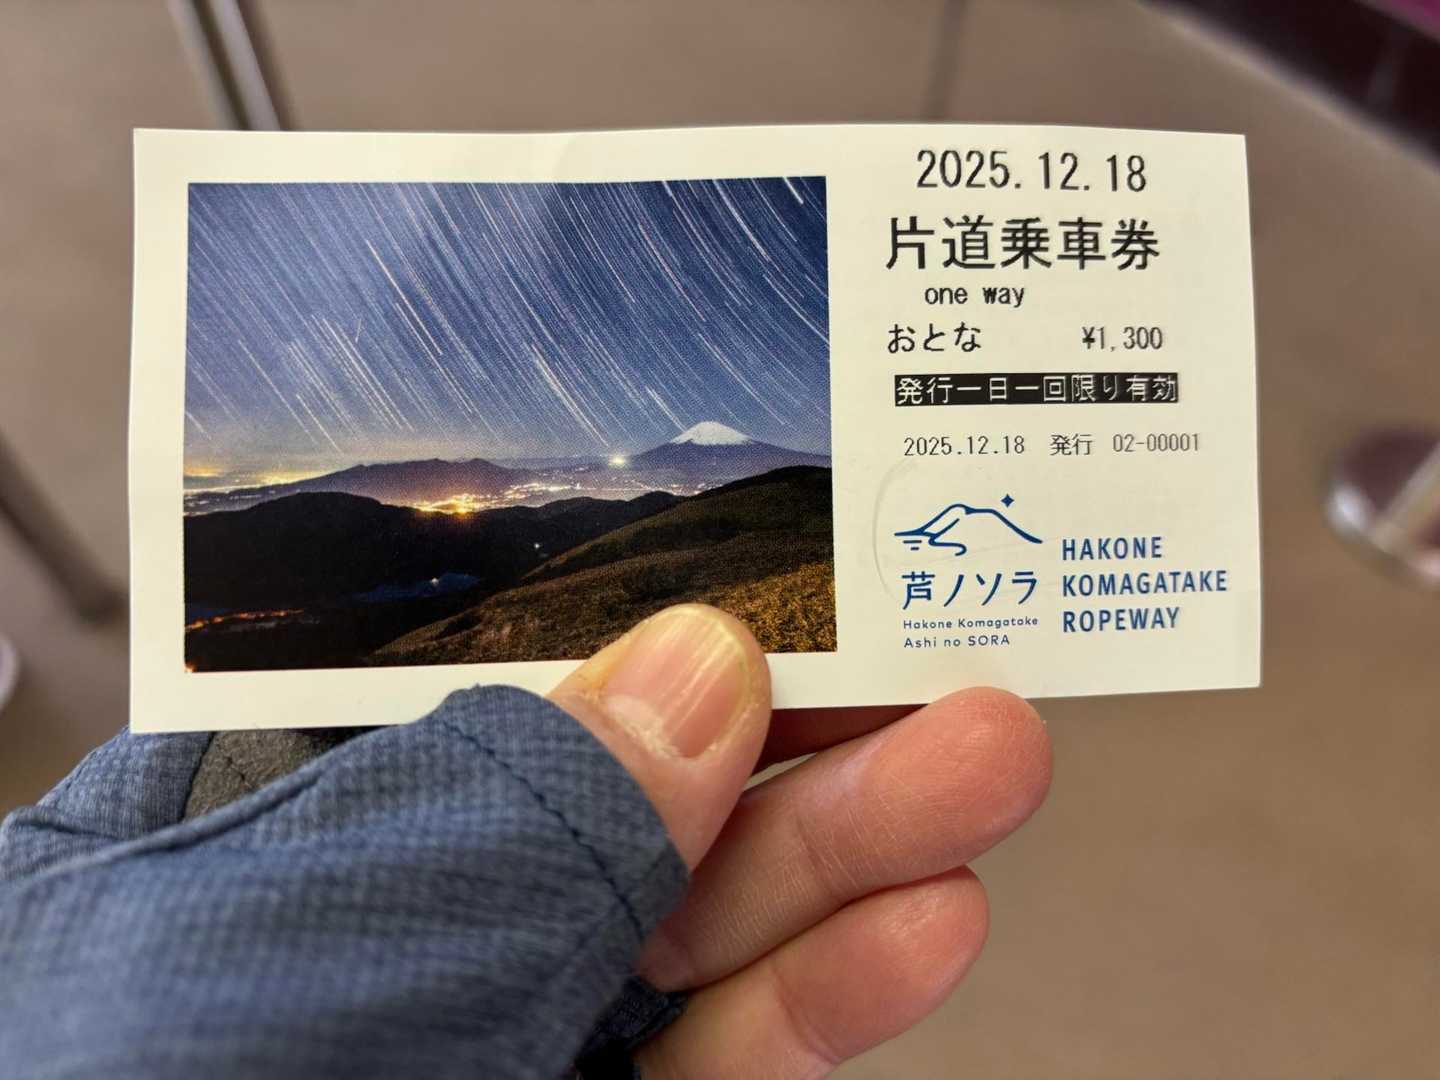 2025.12.18
片道乗車券
one way
おとな ¥1,300
発行一日一回限り有効
2025.12.18 発行 02-00001
芦ノソラ
Hakone Komagatake
Ashi no SORA
HAKONE
KOMAGATAKE
ROPEWAY